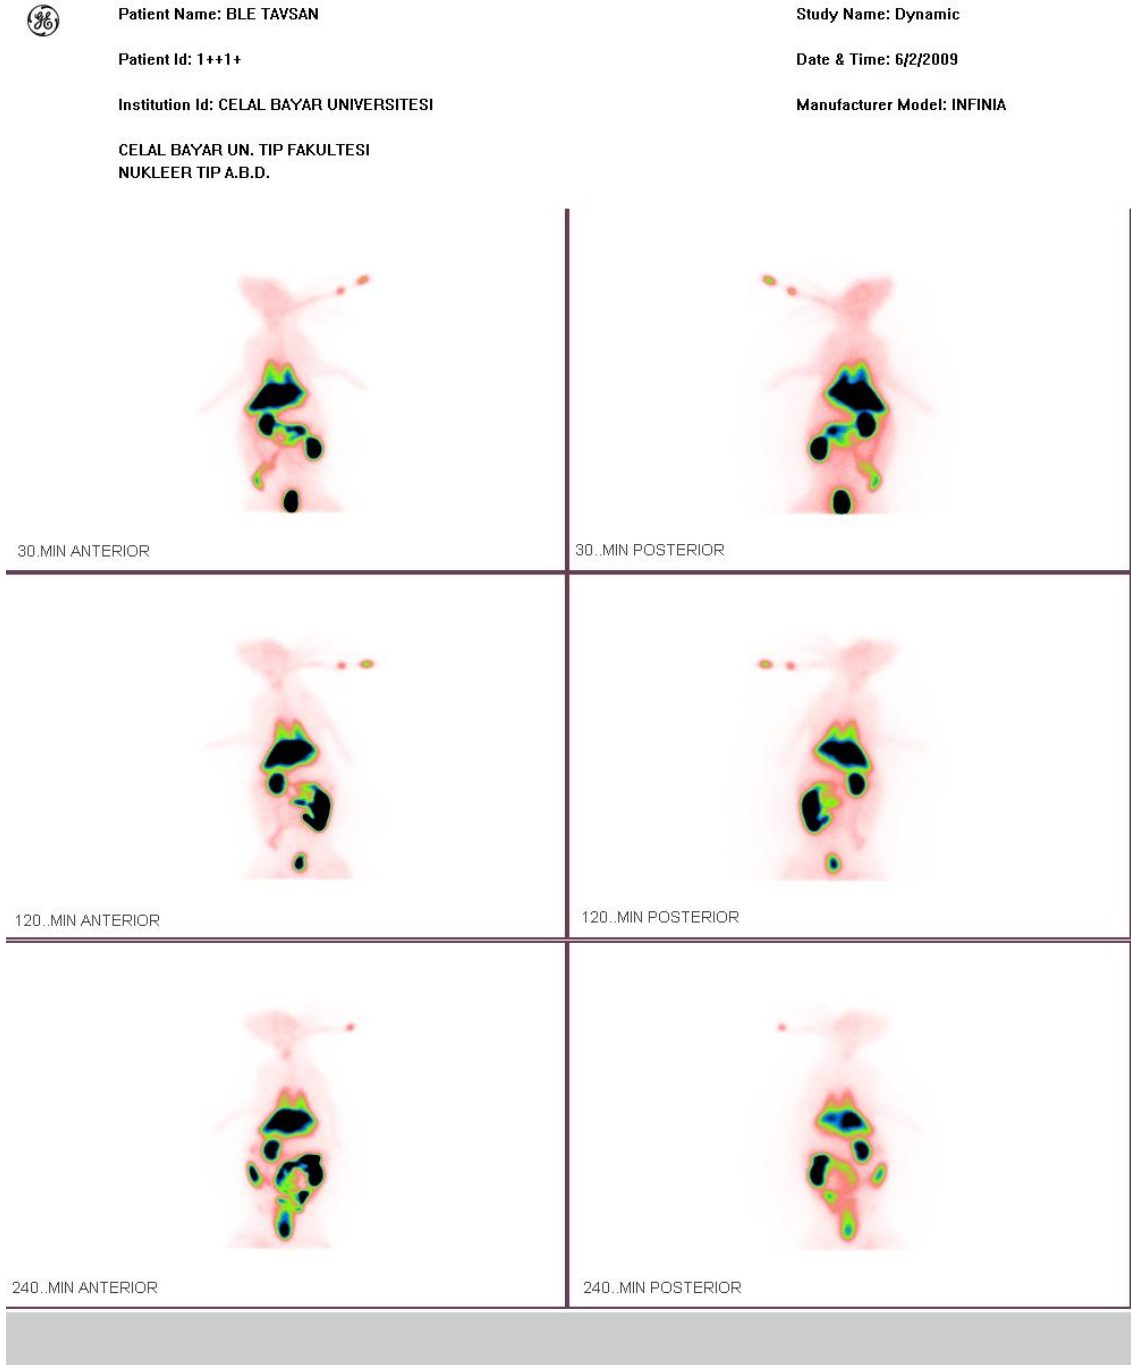 Patient Name: BLE TAVSAN
Study Name: Dynamic
Patient Id: 1++1+
Date & Time: 6/2/2009
Institution Id: CELAL BAYAR UNIVERSITESI
Manufacturer Model: INFINIA
CELAL BAYAR UN. TIP FAKULTESI
NUKLEER TIP A.B.D.
30.MIN ANTERIOR
30..MIN POSTERIOR
120..MIN ANTERIOR
120..MIN POSTERIOR
240..MIN ANTERIOR
240..MIN POSTERIOR